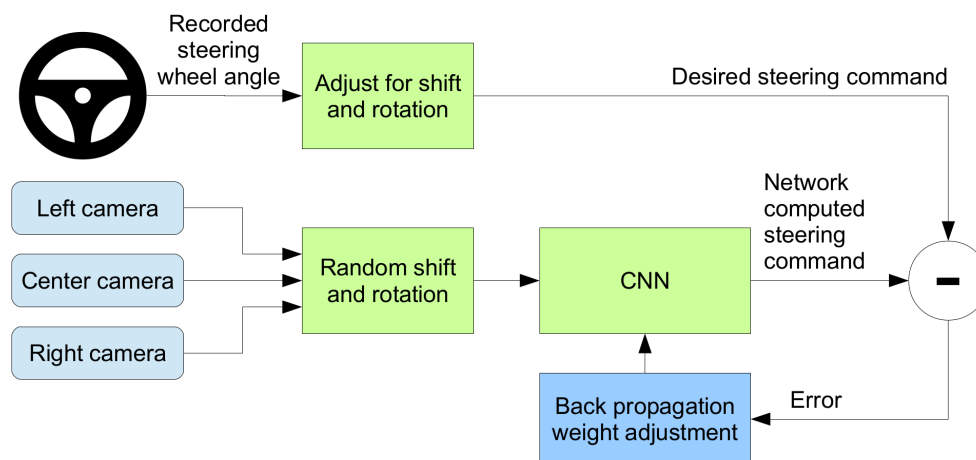 Recorded
steering
wheel angle
Adjust for shift
and rotation
Desired steering command
Left camera
Center camera
Right camera
Random shift
and rotation
CNN
Network
computed
steering
command
-
Back propagation
weight adjustment
Error